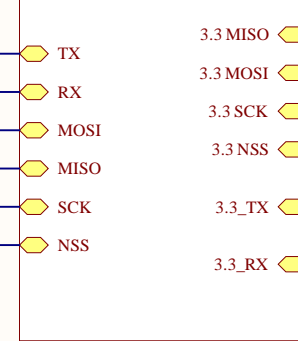 TX
RX
MOSI
MISO
SCK
NSS
3.3 MISO
3.3 MOSI
3.3 SCK
3.3 NSS
3.3_TX
3.3_RX